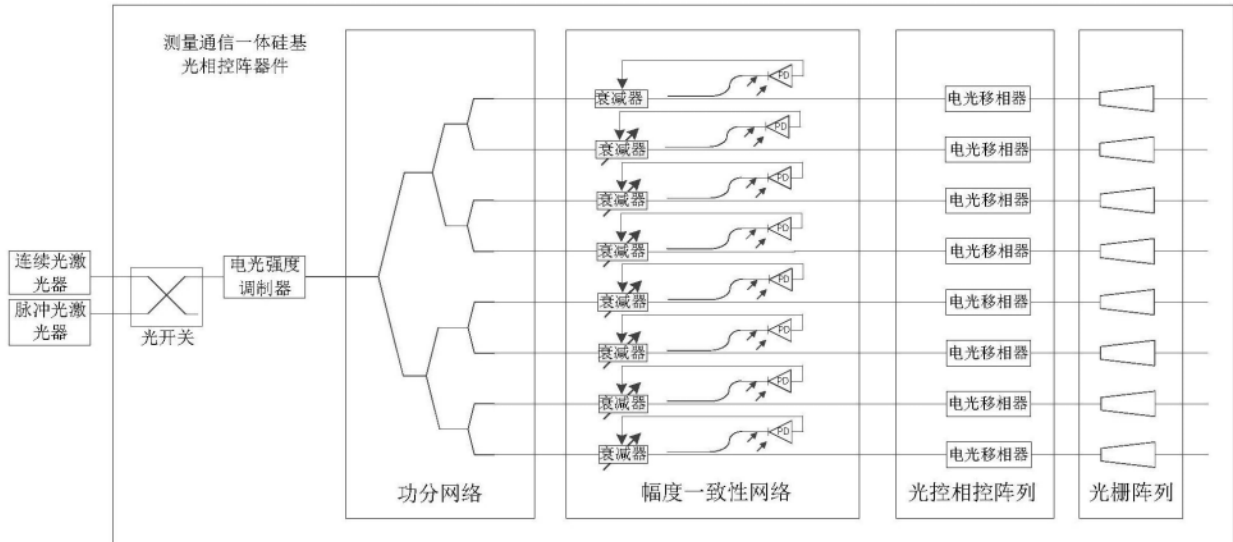 测量通信一体硅基
光相控阵器件
连续光激
光器
脉冲光激
光器
光开关
电光强度
调制器
功分网络
PD
衰减器
PD
衰减器
PD
衰减器
PD
衰减器
PD
衰减器
PD
衰减器
PD
衰减器
PD
衰减器
幅度一致性网络
电光移相器
电光移相器
电光移相器
电光移相器
电光移相器
电光移相器
电光移相器
电光移相器
光控相控阵列
光栅阵列